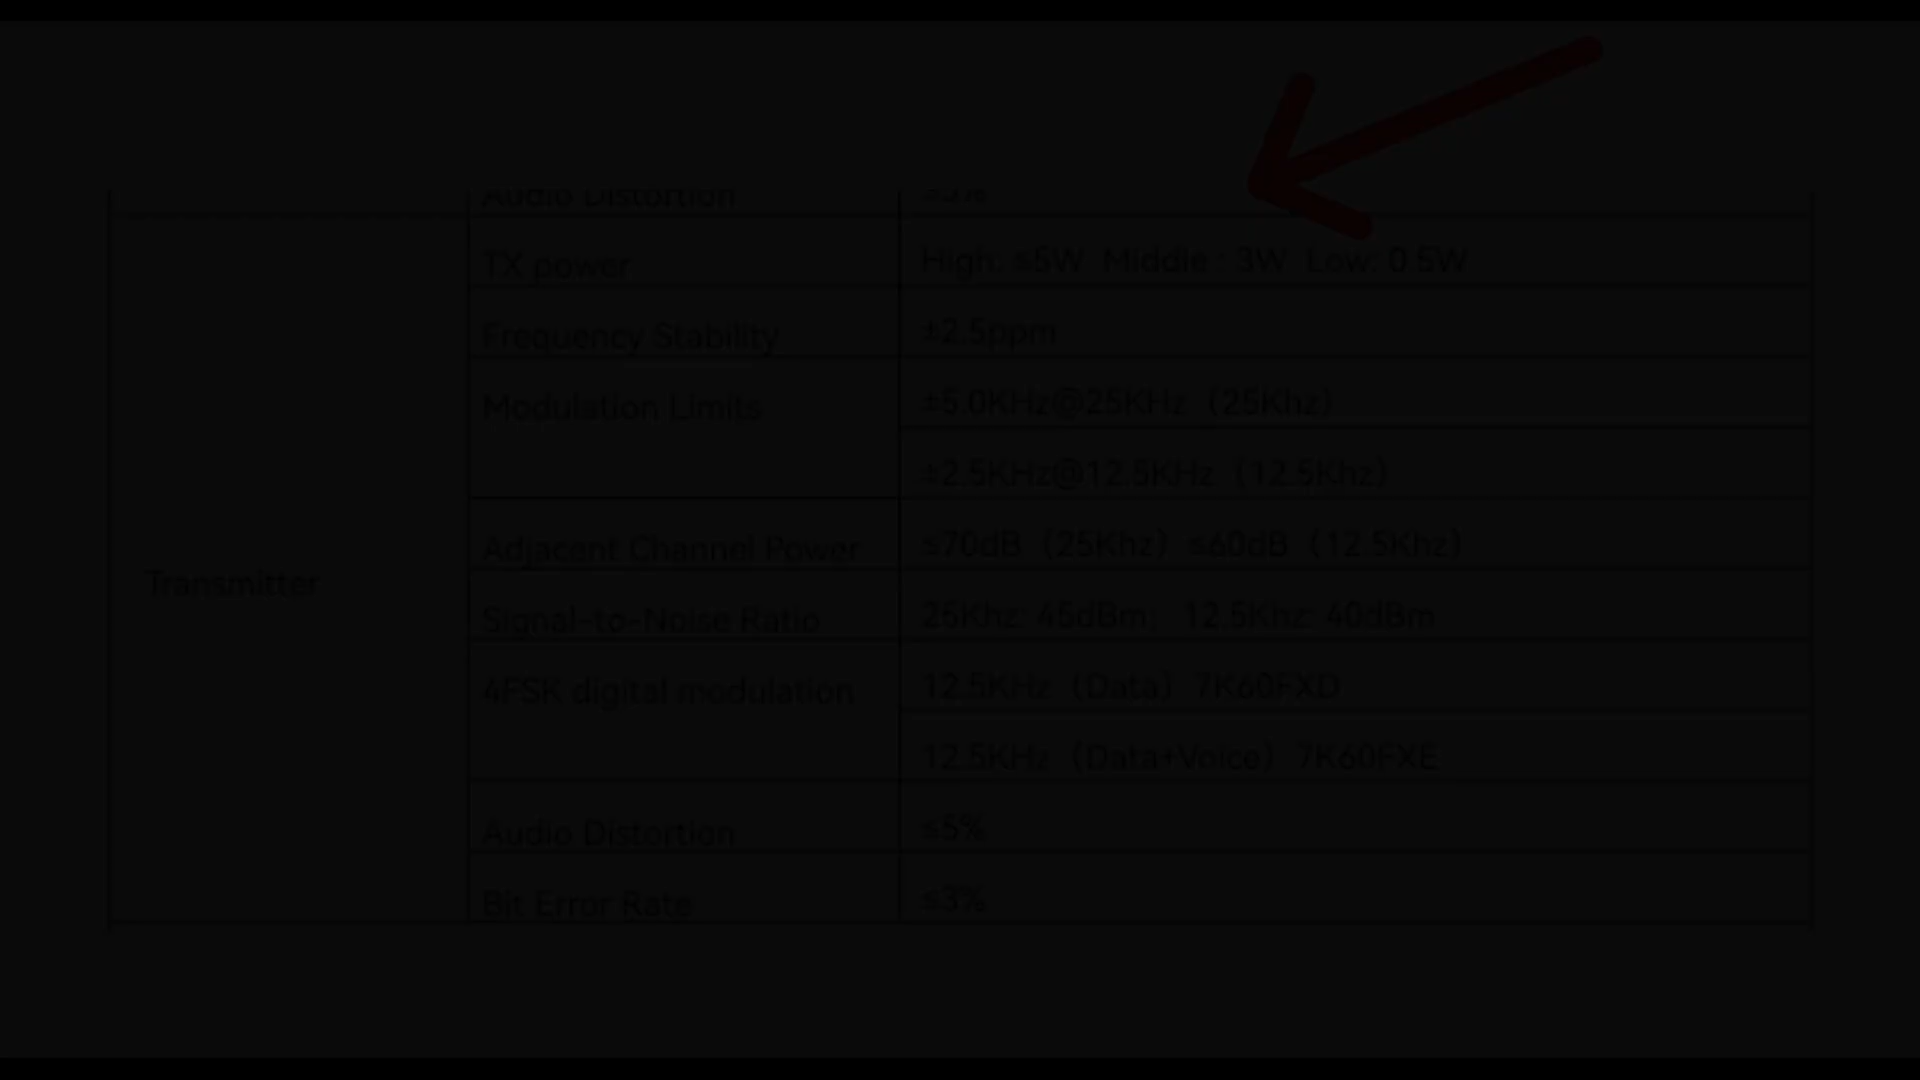 Audio Distortion ≤5%
TX power High: ≤5W Middle : 3W Low: 0.5W
Frequency Stability ±2.5ppm
Modulation Limits ±5.0KHz@25KHz（25Khz）
±2.5KHz@12.5KHz（12.5Khz）
Adjacent Channel Power ≤70dB（25Khz）≤60dB（12.5Khz）
Transmitter
Signal-to-Noise Ratio 25Khz: 45dBm; 12.5Khz: 40dBm
4FSK digital modulation 12.5KHz（Data）7K60FXD
12.5KHz（Data+Voice）7K60FXE
Audio Distortion ≤5%
Bit Error Rate ≤3%